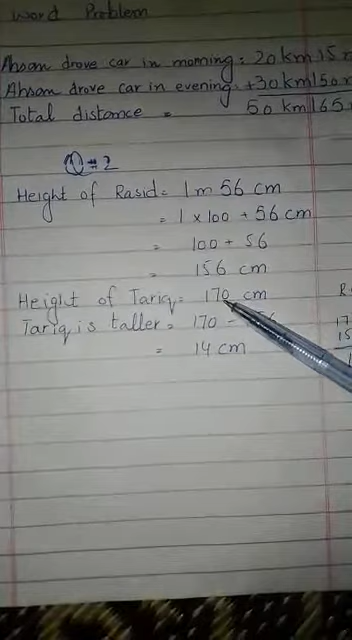 Word Problem
Ahsan drove car in morning = 20 km 15
Ahsan drove car in evening = +30 km 150
Total distance = 50 km 165
Q # 2
Height of Rasid = 1 m 56 cm
= 1 x 100 + 56 cm
= 100 + 56
= 156 cm
Height of Tariq = 170 cm
Tariq is taller = 170 -
= 14 cm